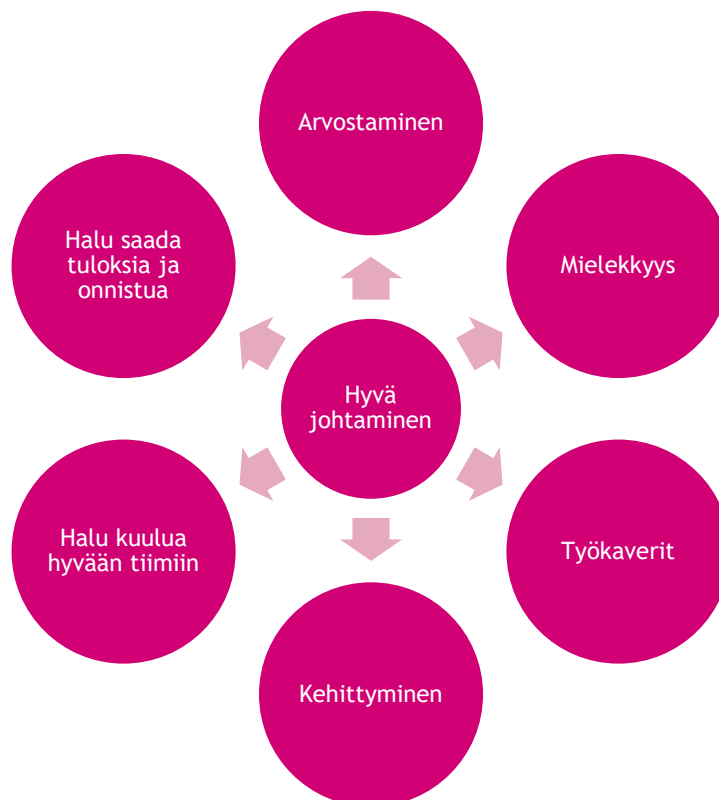 Arvostaminen
Halu saada
tuloksia ja
onnistua
Mielekkyys
Hyvä
johtaminen
Halu kuulua
hyvään tiimiin
Työkaverit
Kehittyminen